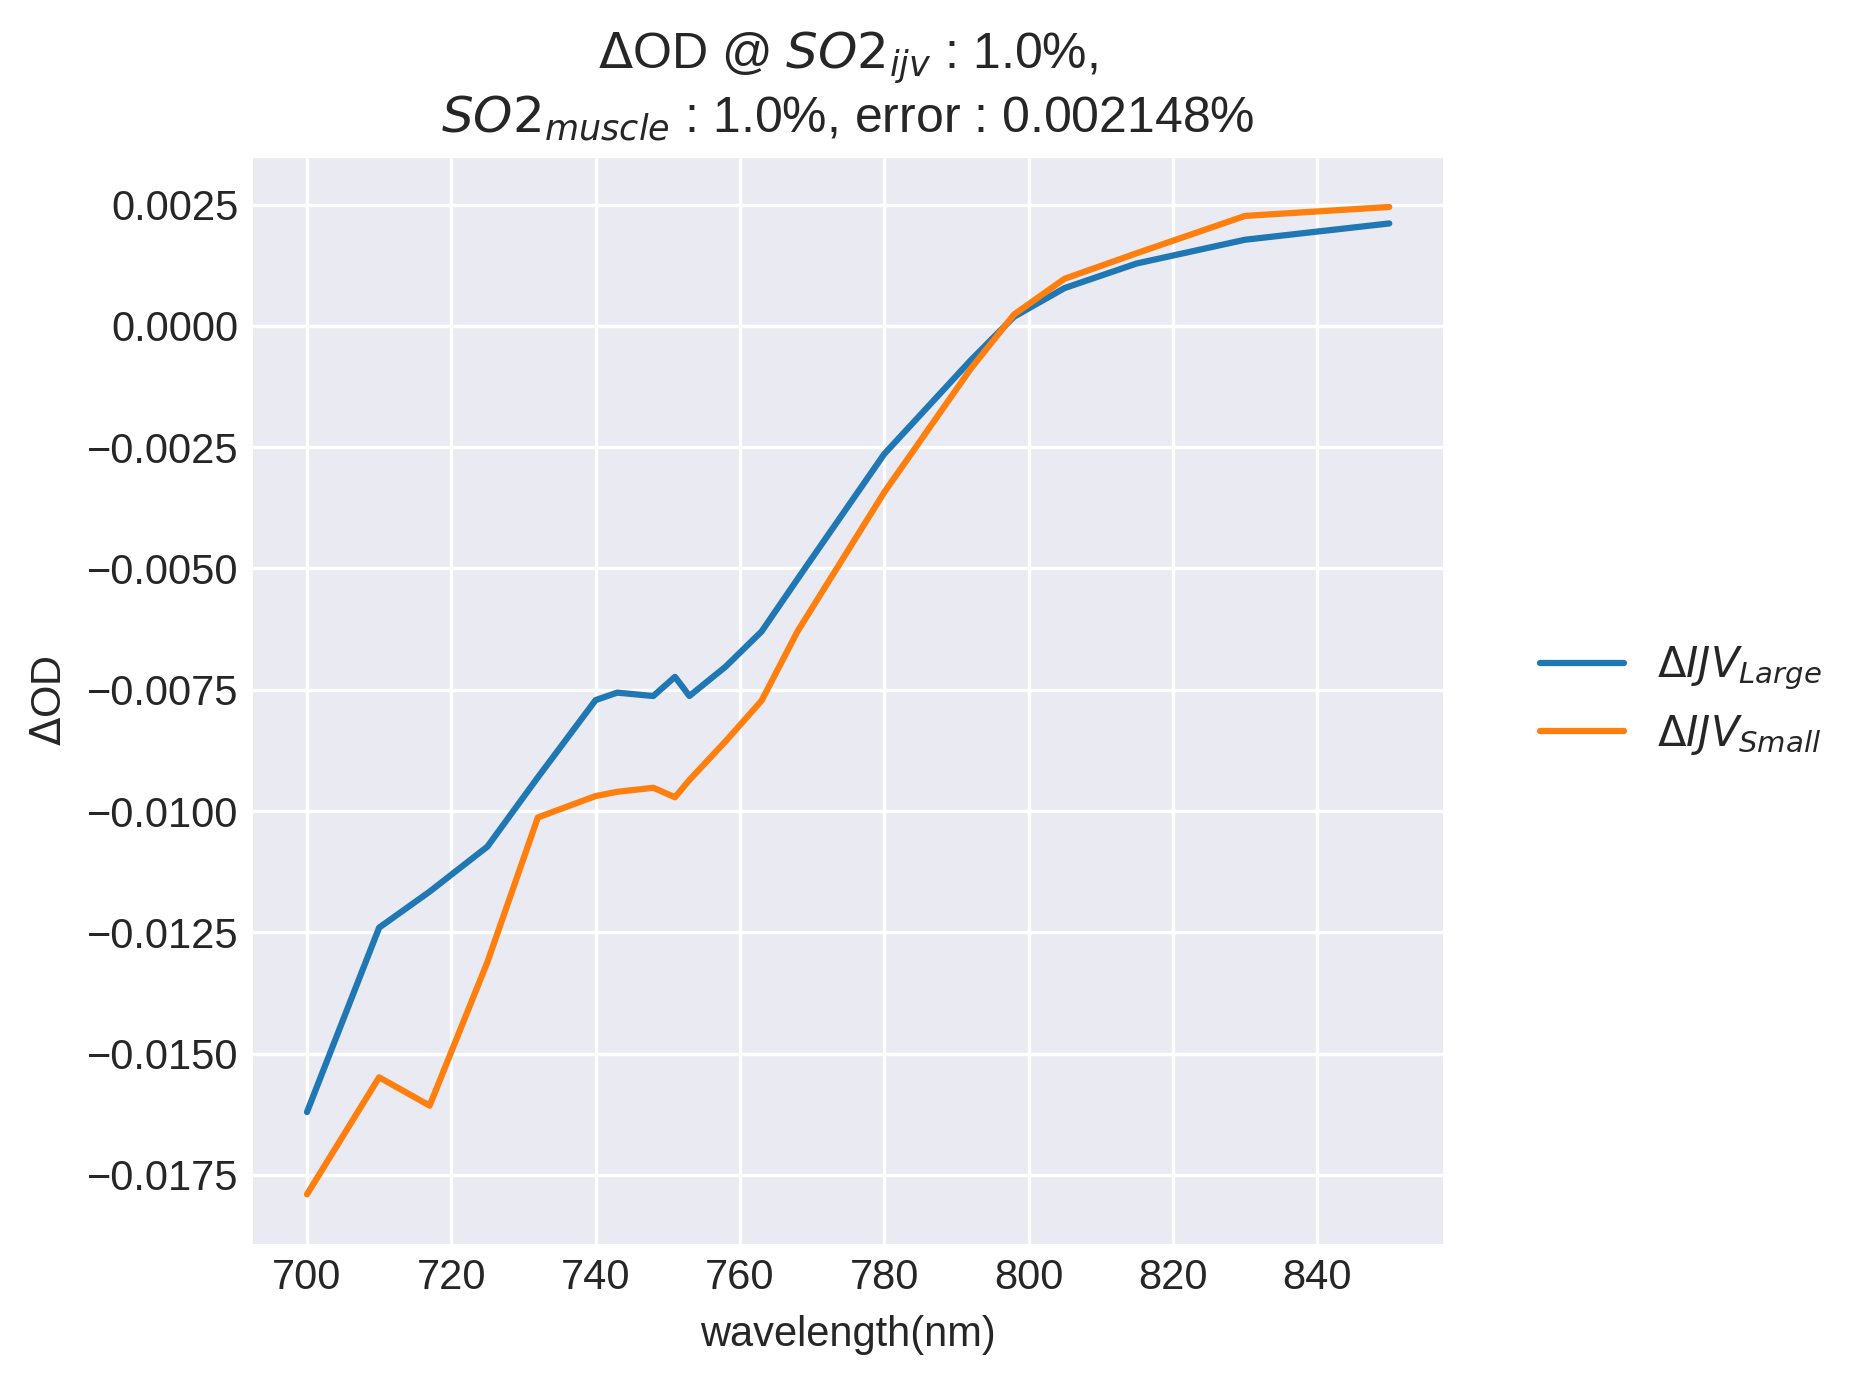 ΔOD @ SO2ijv : 1.0%,
SO2muscle : 1.0%, error : 0.002148%
0.0025
0.0000
−0.0025
−0.0050
−0.0075
−0.0100
−0.0125
−0.0150
−0.0175
ΔOD
700 720 740 760 780 800 820 840
wavelength(nm)
ΔIJVLarge
ΔIJVSmall